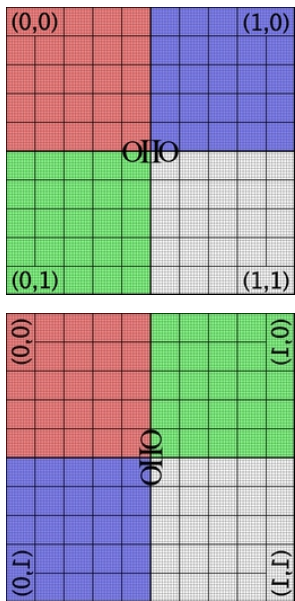 (0,0) (1,0)
OIIO
(0,1) (1,1)
(0,0) (0,1)
OIIO
(1,0) (1,1)